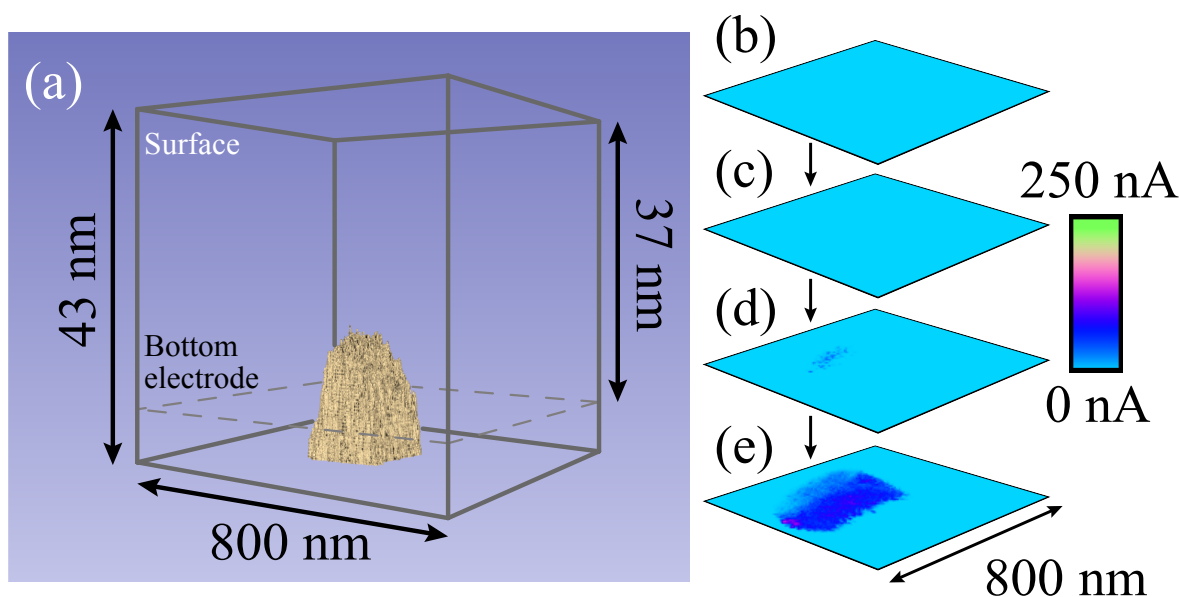 (a)
Surface
43 nm
37 nm
Bottom
electrode
800 nm
(b)
(c)
(d)
(e)
250 nA
0 nA
800 nm